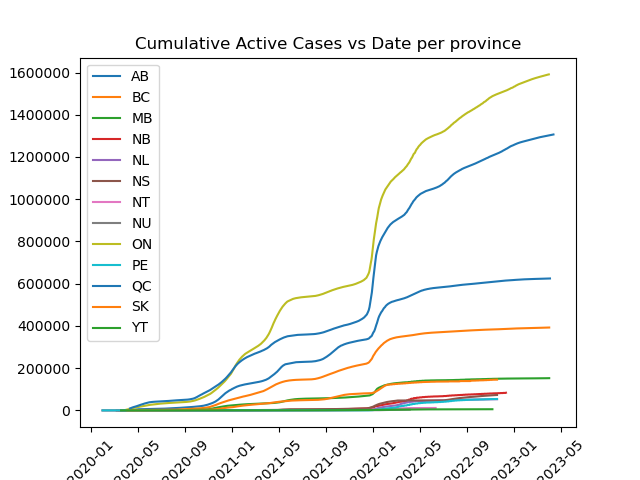 Cumulative Active Cases vs Date per province
1600000
1400000
1200000
1000000
800000
600000
400000
200000
0
AB
BC
MB
NB
NL
NS
NT
NU
ON
PE
QC
SK
YT
2020-01
2020-05
2020-09
2021-01
2021-05
2021-09
2022-01
2022-05
2022-09
2023-01
2023-05